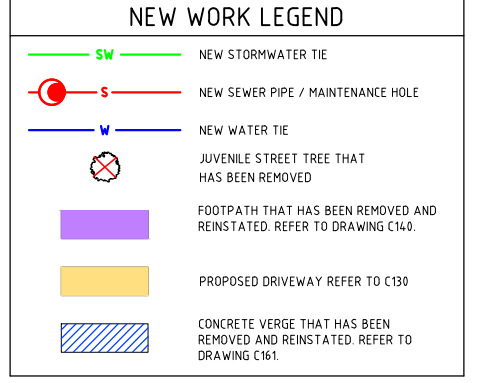 NEW WORK LEGEND
SW NEW STORMWATER TIE
S NEW SEWER PIPE / MAINTENANCE HOLE
W NEW WATER TIE
JUVENILE STREET TREE THAT
HAS BEEN REMOVED
FOOTPATH THAT HAS BEEN REMOVED AND
REINSTATED. REFER TO DRAWING C140.
PROPOSED DRIVEWAY REFER TO C130
CONCRETE VERGE THAT HAS BEEN
REMOVED AND REINSTATED. REFER TO
DRAWING C161.